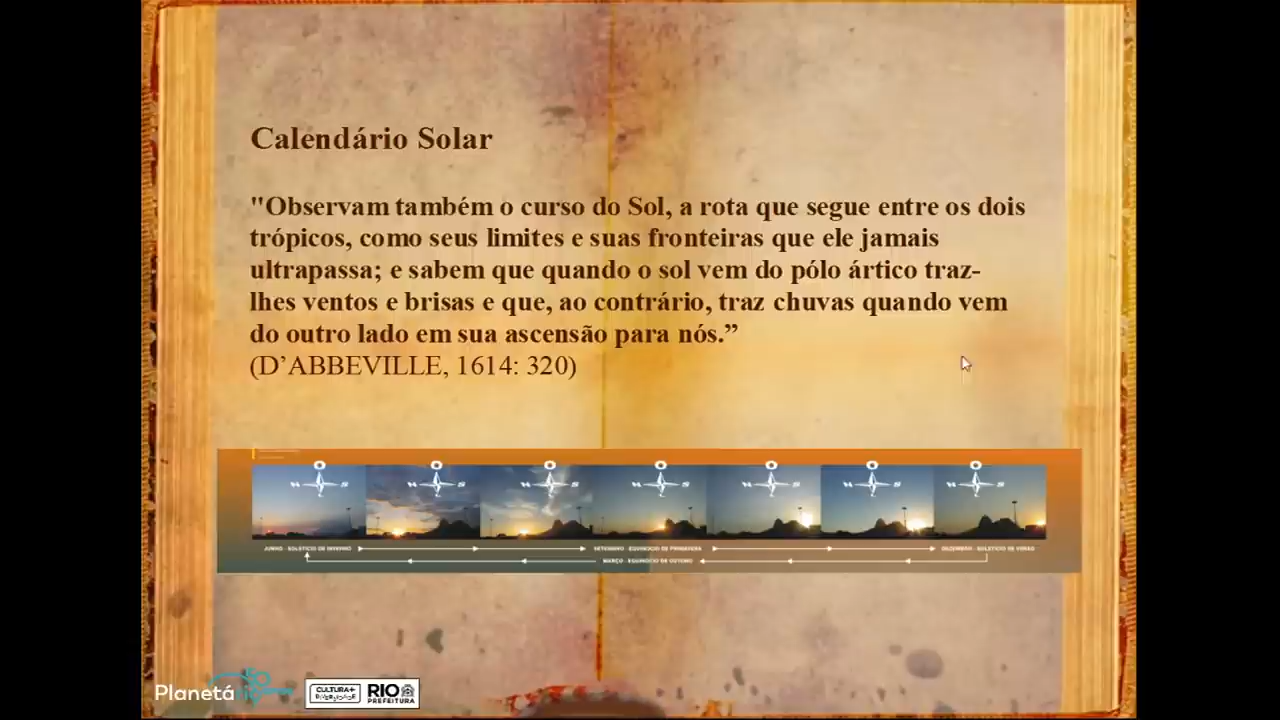 Calendário Solar
"Observam também o curso do Sol, a rota que segue entre os dois
trópicos, como seus limites e suas fronteiras que ele jamais
ultrapassa; e sabem que quando o sol vem do pólo ártico traz-
lhes ventos e brisas e que, ao contrário, traz chuvas quando vem
do outro lado em sua ascensão para nós.”
(D’ABBEVILLE, 1614: 320)
O O O O O O O
N S N S N S N S N S N S N S
JUNHO - SOLSTÍCIO DE INVERNO SETEMBRO - EQUINÓCIO DE PRIMAVERA DEZEMBRO - SOLSTÍCIO DE VERÃO
MARÇO - EQUINÓCIO DE OUTONO
Planetário
CULTURA+
DIVERSIDADE
RIO
PREFEITURA